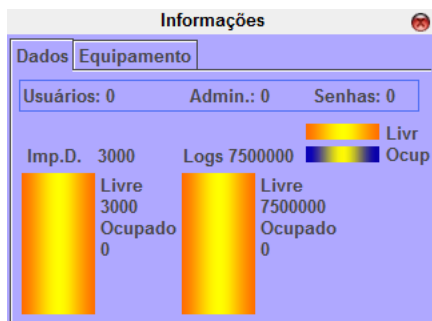 Informações
Dados Equipamento
Usuários: 0 Admin.: 0 Senhas: 0
Livr
Imp.D. 3000 Logs 7500000 Ocup
Livre Livre
3000 7500000
Ocupado Ocupado
0 0